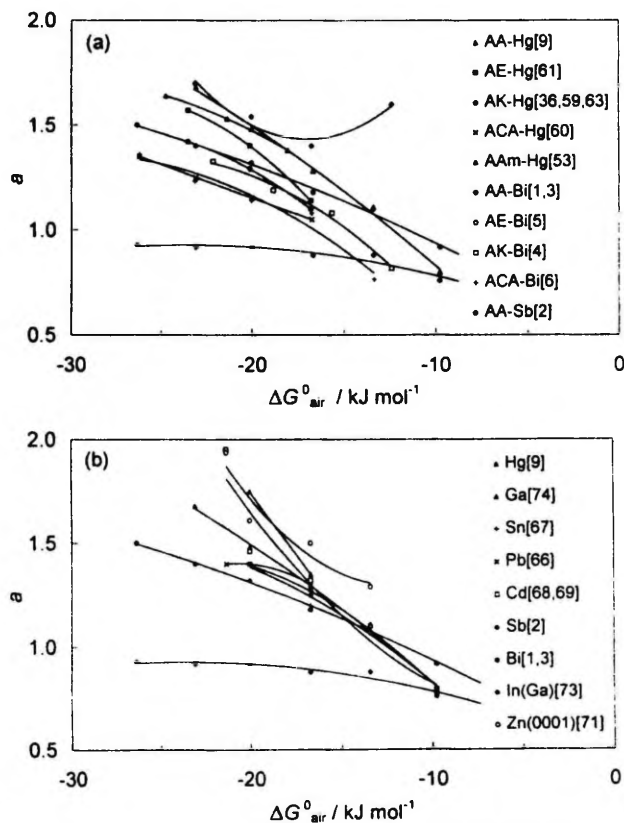 (a)
2.0
1.5
1.0
0.5
a
AA-Hg[9]
AE-Hg[61]
AK-Hg[36,59,63]
ACA-Hg[60]
AAm-Hg[53]
AA-Bi[1,3]
AE-Bi[5]
AK-Bi[4]
ACA-Bi[6]
AA-Sb[2]
-30 -20 -10 0
ΔG⁰air / kJ mol⁻¹
(b)
2.0
1.5
1.0
0.5
a
Hg[9]
Ga[74]
Sn[67]
Pb[66]
Cd[68,69]
Sb[2]
Bi[1,3]
In(Ga)[73]
Zn(0001)[71]
-30 -20 -10 0
ΔG⁰air / kJ mol⁻¹